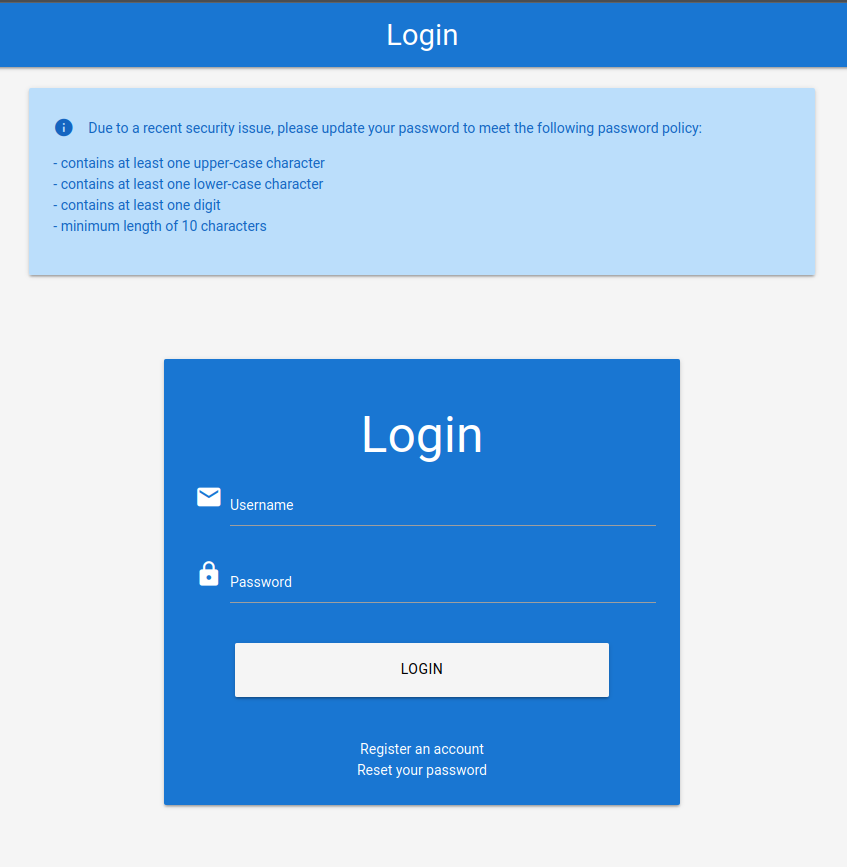 Login
Due to a recent security issue, please update your password to meet the following password policy:
- contains at least one upper-case character
- contains at least one lower-case character
- contains at least one digit
- minimum length of 10 characters
Login
Username
Password
LOGIN
Register an account
Reset your password